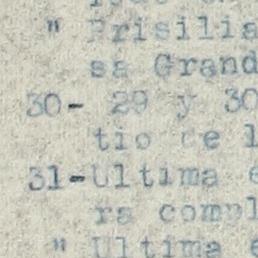 " Prisilia
sa Grand
30- 29 y 30
tio de l
31-Ultima e
ra compl
" Ultima e